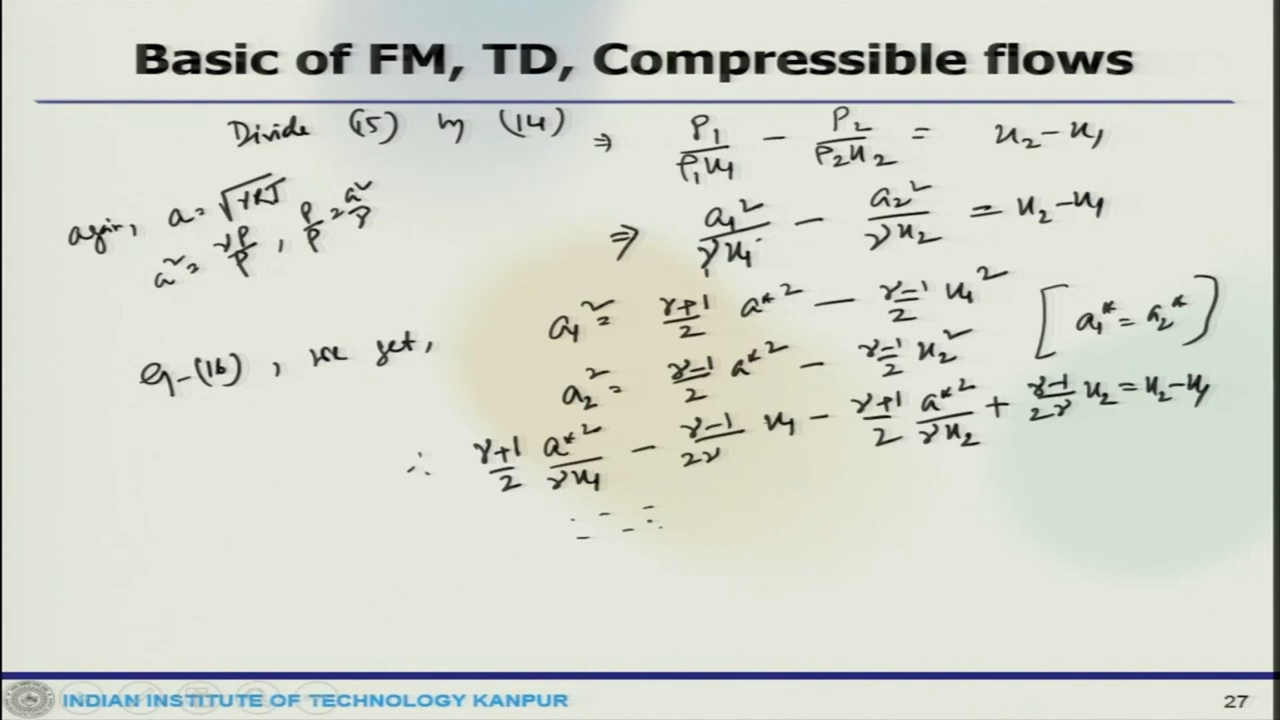 Basic of FM, TD, Compressible flows
Divide (15) by (14) ⇒ P₁/ρ₁u₁ − P₂/ρ₂u₂ = u₂−u₁
again, a = √γRT
a² = γP/ρ , P/ρ = a²/γ
⇒ a₁²/γu₁ − a₂²/γu₂ = u₂−u₁
Eq-(16), we get, a₁² = γ+1/2 a*² − γ−1/2 u₁² [a₁* = a₂*]
a₂² = γ−1/2 a*² − γ−1/2 u₂²
∴ γ+1/2 a*²/γu₁ − γ−1/2γ u₁ − γ+1/2 a*²/γu₂ + γ−1/2γ u₂ = u₂−u₁
INDIAN INSTITUTE OF TECHNOLOGY KANPUR
27